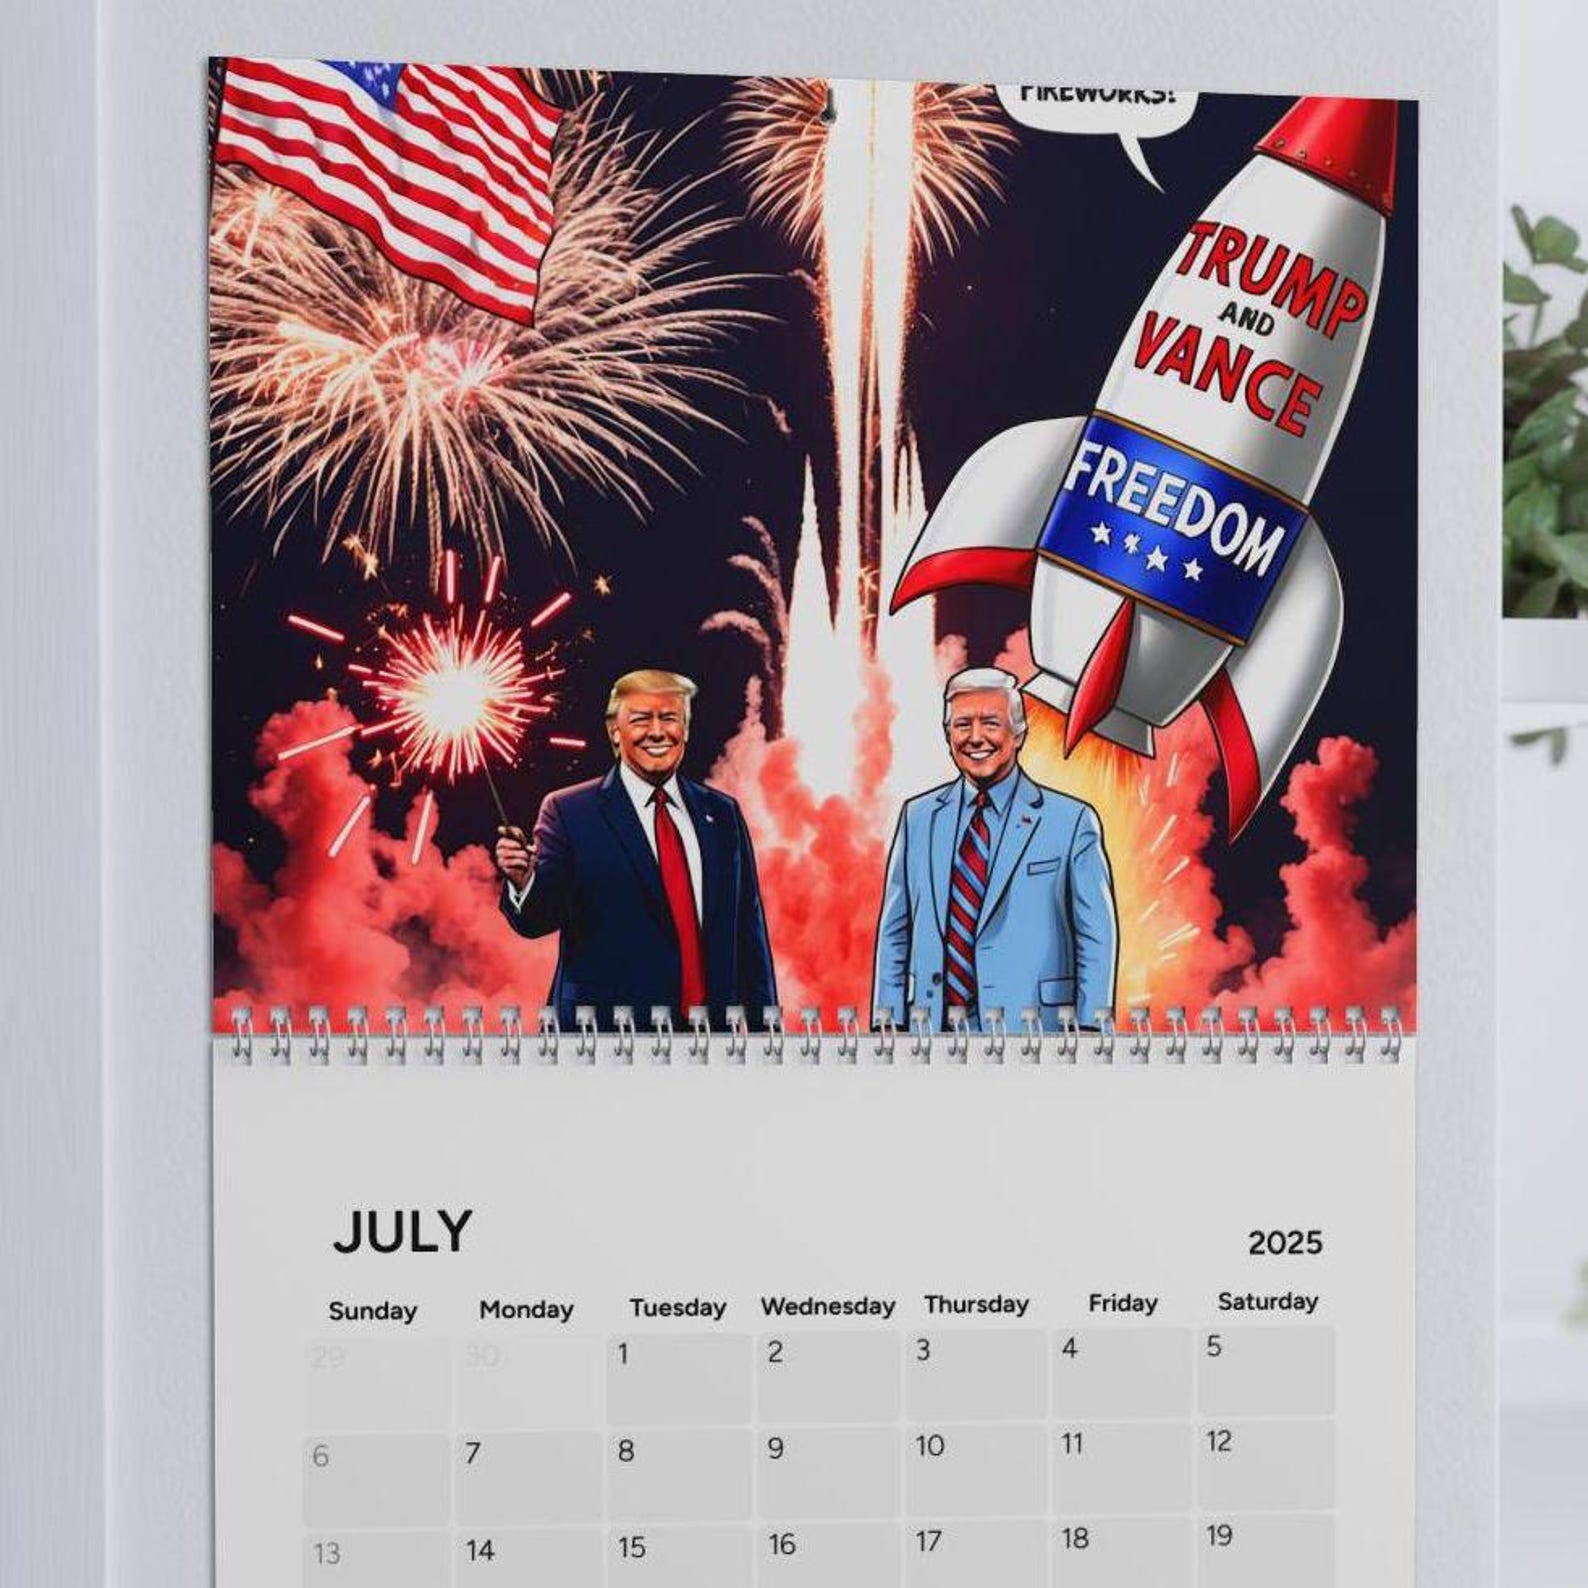 FIREWORKS!
TRUMP
AND
VANCE
FREEDOM
JULY
2025
Sunday Monday Tuesday Wednesday Thursday Friday Saturday
29 30 1 2 3 4 5
6 7 8 9 10 11 12
13 14 15 16 17 18 19